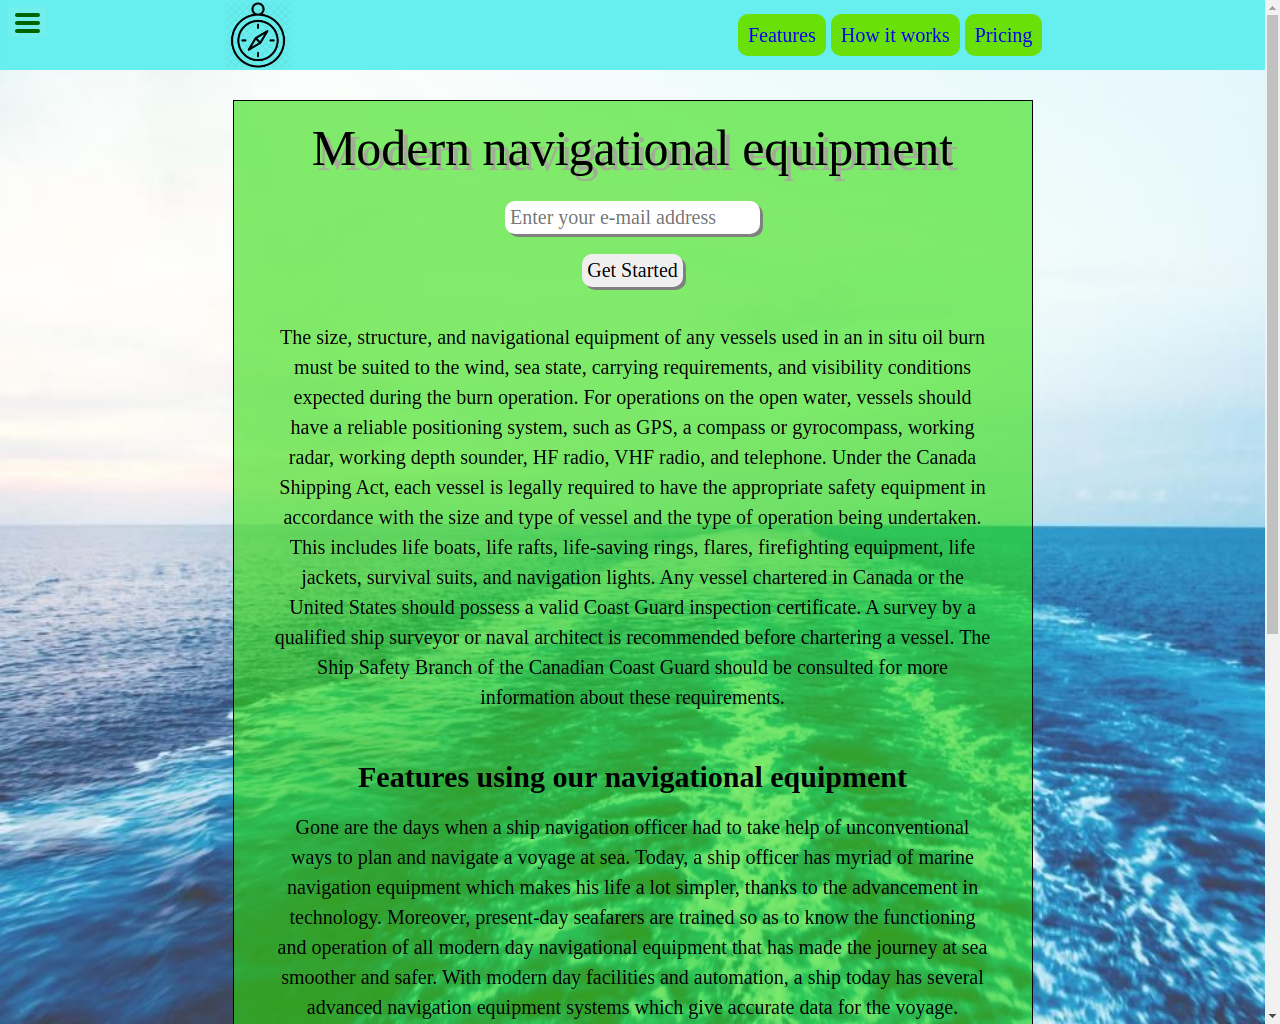 Features
How it works
Pricing
Modern navigational equipment
Enter your e-mail address
Get Started
The size, structure, and navigational equipment of any vessels used in an in situ oil burn
must be suited to the wind, sea state, carrying requirements, and visibility conditions
expected during the burn operation. For operations on the open water, vessels should
have a reliable positioning system, such as GPS, a compass or gyrocompass, working
radar, working depth sounder, HF radio, VHF radio, and telephone. Under the Canada
Shipping Act, each vessel is legally required to have the appropriate safety equipment in
accordance with the size and type of vessel and the type of operation being undertaken.
This includes life boats, life rafts, life-saving rings, flares, firefighting equipment, life
jackets, survival suits, and navigation lights. Any vessel chartered in Canada or the
United States should possess a valid Coast Guard inspection certificate. A survey by a
qualified ship surveyor or naval architect is recommended before chartering a vessel. The
Ship Safety Branch of the Canadian Coast Guard should be consulted for more
information about these requirements.
Features using our navigational equipment
Gone are the days when a ship navigation officer had to take help of unconventional
ways to plan and navigate a voyage at sea. Today, a ship officer has myriad of marine
navigation equipment which makes his life a lot simpler, thanks to the advancement in
technology. Moreover, present-day seafarers are trained so as to know the functioning
and operation of all modern day navigational equipment that has made the journey at sea
smoother and safer. With modern day facilities and automation, a ship today has several
advanced navigation equipment systems which give accurate data for the voyage.